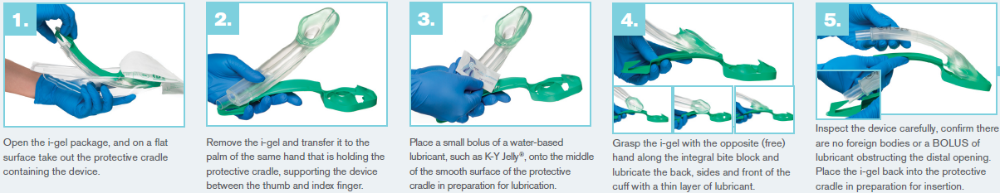 1.
Open the i-gel package, and on a flat
surface take out the protective cradle
containing the device.
2.
Remove the i-gel and transfer it to the
palm of the same hand that is holding the
protective cradle, supporting the device
between the thumb and index finger.
3.
Place a small bolus of a water-based
lubricant, such as K-Y Jelly®, onto the middle
of the smooth surface of the protective
cradle in preparation for lubrication.
4.
Grasp the i-gel with the opposite (free)
hand along the integral bite block and
lubricate the back, sides and front of the
cuff with a thin layer of lubricant.
5.
Inspect the device carefully, confirm there
are no foreign bodies or a BOLUS of
lubricant obstructing the distal opening.
Place the i-gel back into the protective
cradle in preparation for insertion.